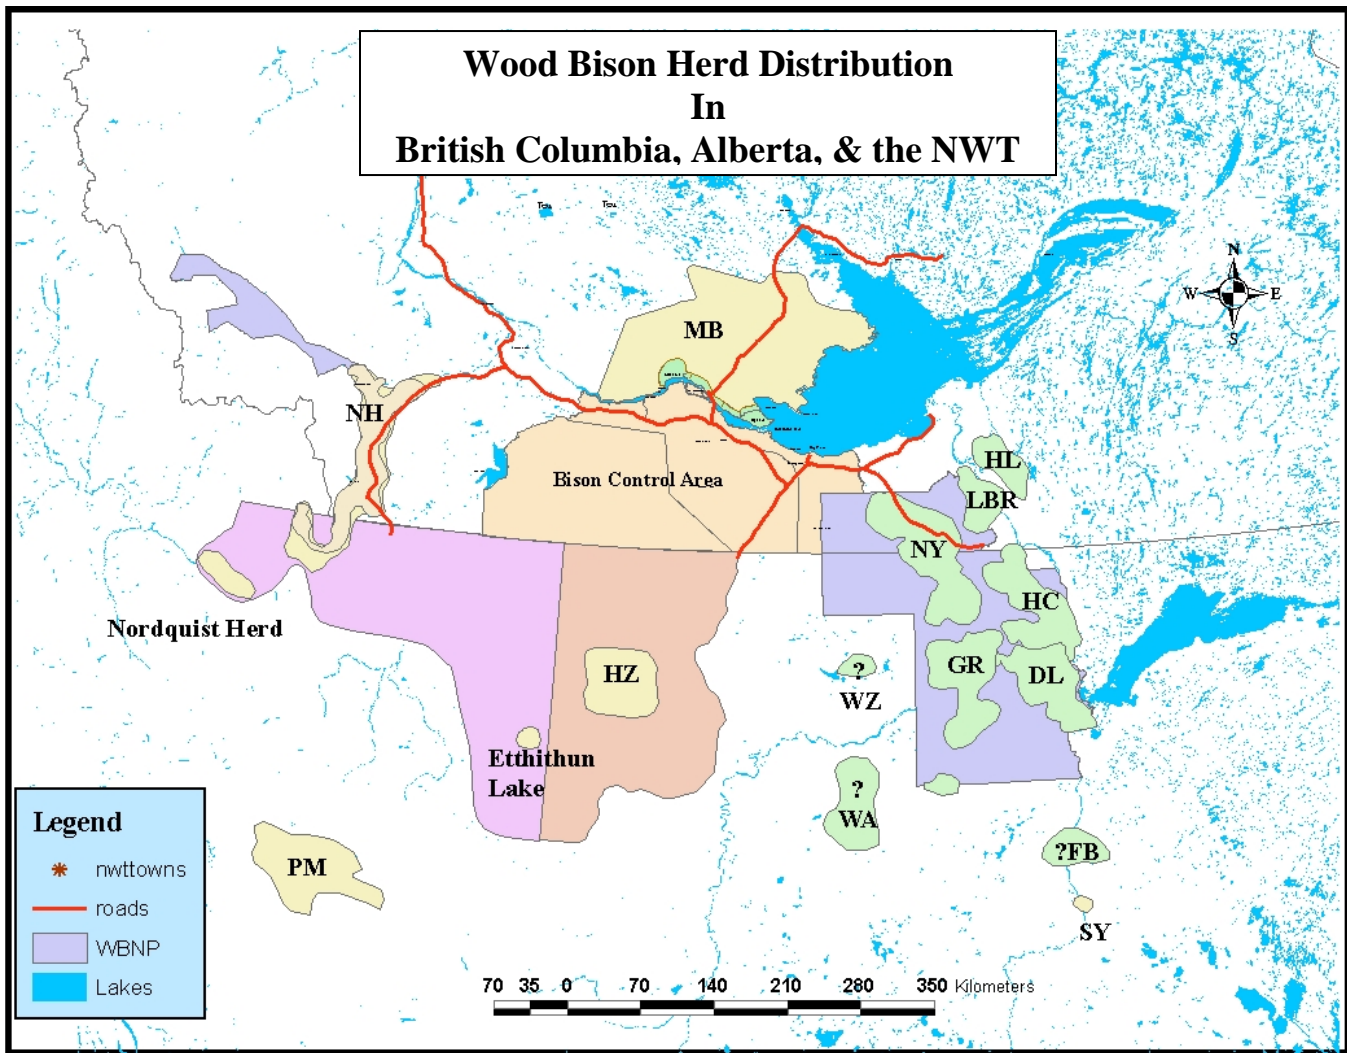 Wood Bison Herd Distribution
In
British Columbia, Alberta, & the NWT
N
W E
S
MB
NH
Bison Control Area
HL
LBR
NY
HC
Nordquist Herd
GR
DL
HZ
?
WZ
Etthithun
Lake
?
WA
?FB
PM
SY
Legend
nwttowns
roads
WBNP
Lakes
70 35 0 70 140 210 280 350 Kilometers